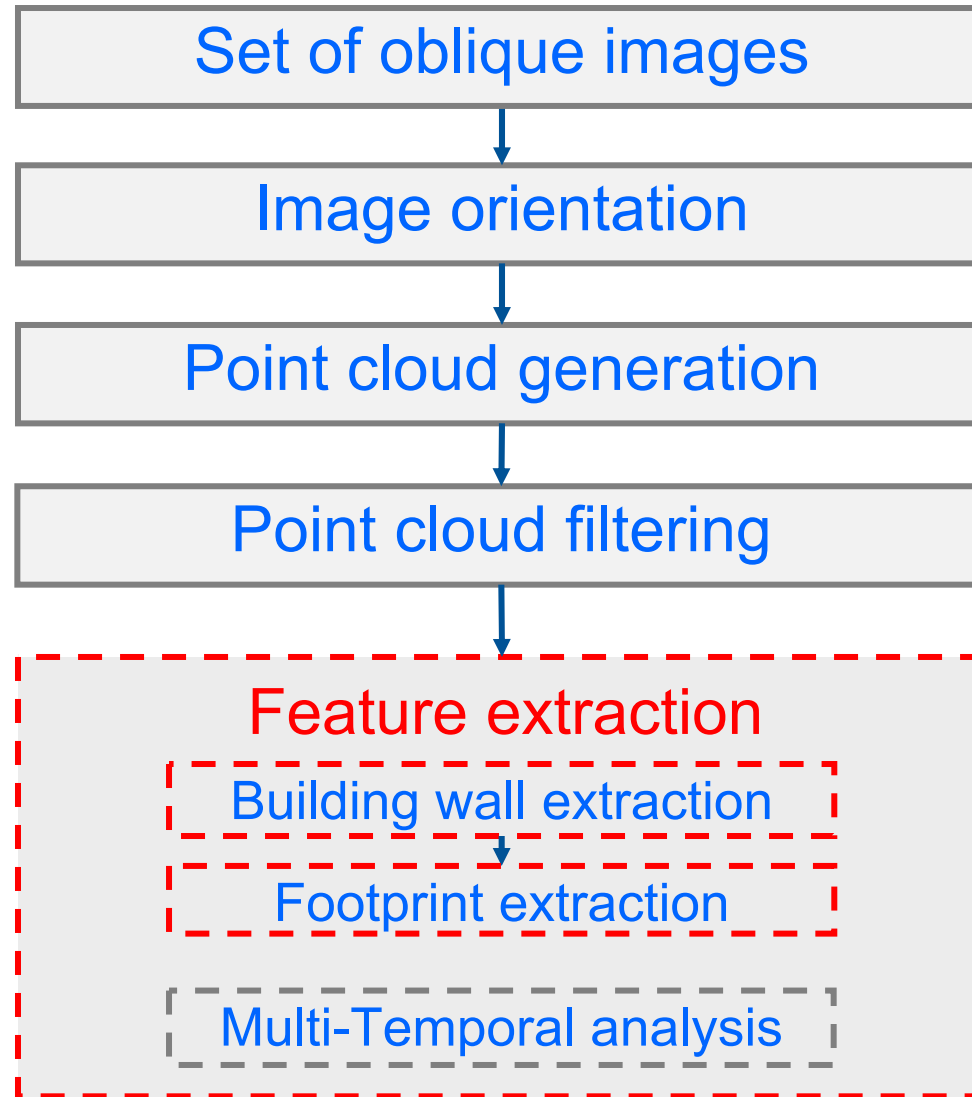 Set of oblique images
Image orientation
Point cloud generation
Point cloud filtering
Feature extraction
Building wall extraction
Footprint extraction
Multi-Temporal analysis